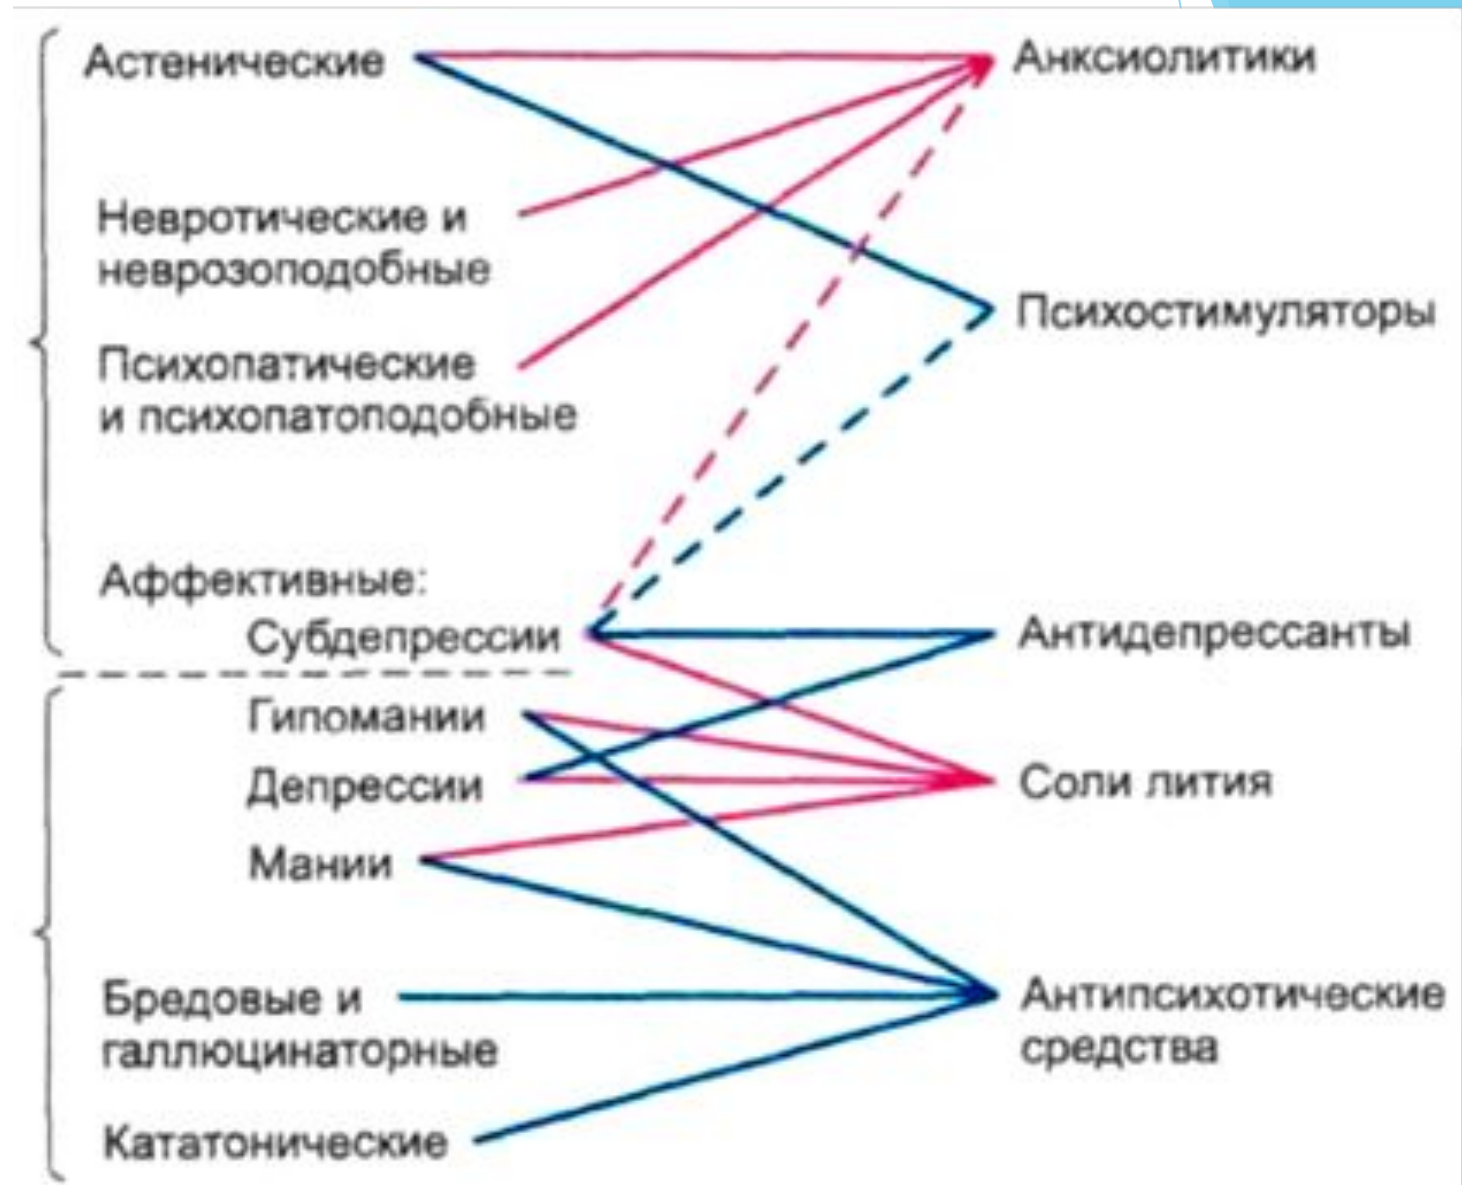 Астенические
Анксиолитики
Невротические и
неврозоподобные
Психостимуляторы
Психопатические
и психопатоподобные
Аффективные:
Субдепрессии
Антидепрессанты
Гипомании
Депрессии
Соли лития
Мании
Бредовые и
галлюцинаторные
Антипсихотические
средства
Кататонические